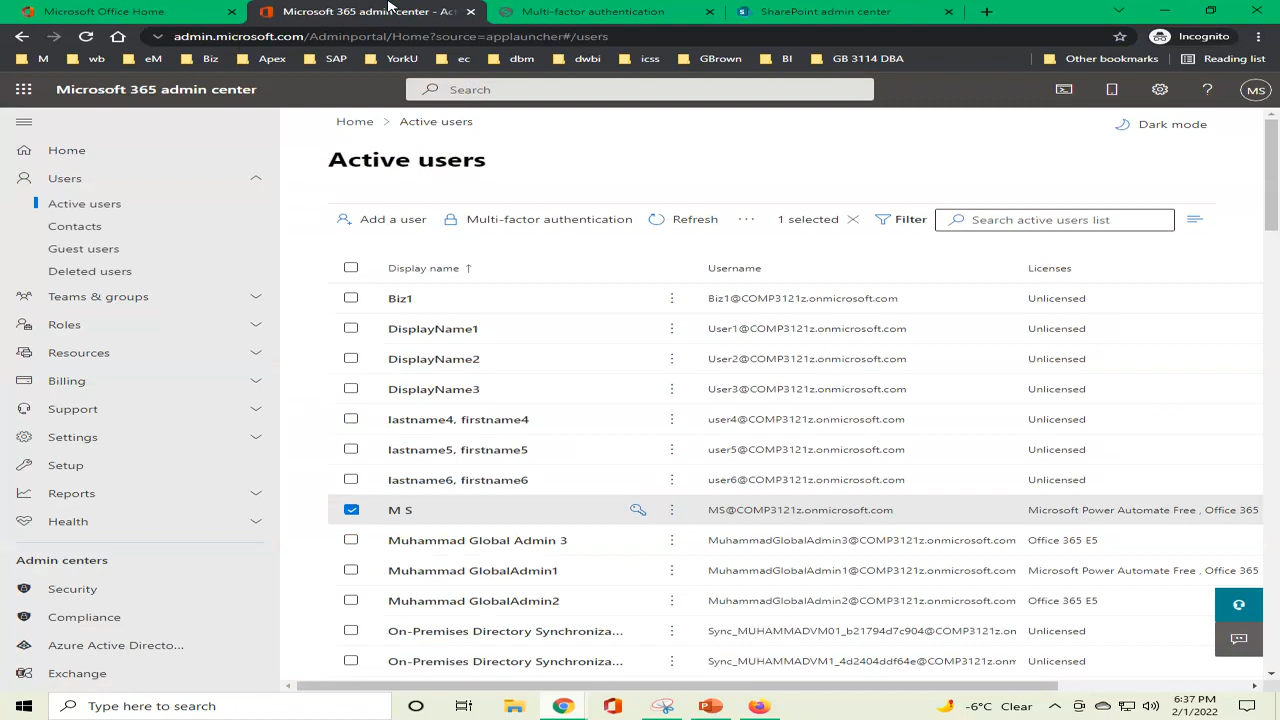 Microsoft Office Home
Microsoft 365 admin center - Act
Multi-factor authentication
SharePoint admin center
admin.microsoft.com/Adminportal/Home?source=applauncher#/users
Incognito
M
wb
eM
Biz
Apex
SAP
YorkU
ec
dbm
dwbi
icss
GBrown
BI
GB 3114 DBA
Other bookmarks
Reading list
Microsoft 365 admin center
Search
MS
Home
Users
Active users
Contacts
Guest users
Deleted users
Teams & groups
Roles
Resources
Billing
Support
Settings
Setup
Reports
Health
Admin centers
Security
Compliance
Azure Active Directo...
Exchange
Home > Active users
Dark mode
Active users
Add a user
Multi-factor authentication
Refresh
...
1 selected
Filter
Search active users list
Display name ↑ Username Licenses
Biz1 Biz1@COMP3121z.onmicrosoft.com Unlicensed
DisplayName1 User1@COMP3121z.onmicrosoft.com Unlicensed
DisplayName2 User2@COMP3121z.onmicrosoft.com Unlicensed
DisplayName3 User3@COMP3121z.onmicrosoft.com Unlicensed
lastname4, firstname4 user4@COMP3121z.onmicrosoft.com Unlicensed
lastname5, firstname5 user5@COMP3121z.onmicrosoft.com Unlicensed
lastname6, firstname6 user6@COMP3121z.onmicrosoft.com Unlicensed
M S MS@COMP3121z.onmicrosoft.com Microsoft Power Automate Free , Office 365
Muhammad Global Admin 3 MuhammadGlobalAdmin3@COMP3121z.onmicrosoft.com Office 365 E5
Muhammad GlobalAdmin1 MuhammadGlobalAdmin1@COMP3121z.onmicrosoft.com Microsoft Power Automate Free , Office 365
Muhammad GlobalAdmin2 MuhammadGlobalAdmin2@COMP3121z.onmicrosoft.com Office 365 E5
On-Premises Directory Synchroniza... Sync_MUHAMMADVM01_b21794d7c904@COMP3121z.onmicrosoft.com Unlicensed
On-Premises Directory Synchroniza... Sync_MUHAMMADVM1_4d2404ddf64e@COMP3121z.onmicrosoft.com Unlicensed
Type here to search
-6°C Clear
6:37 PM
2/1/2022